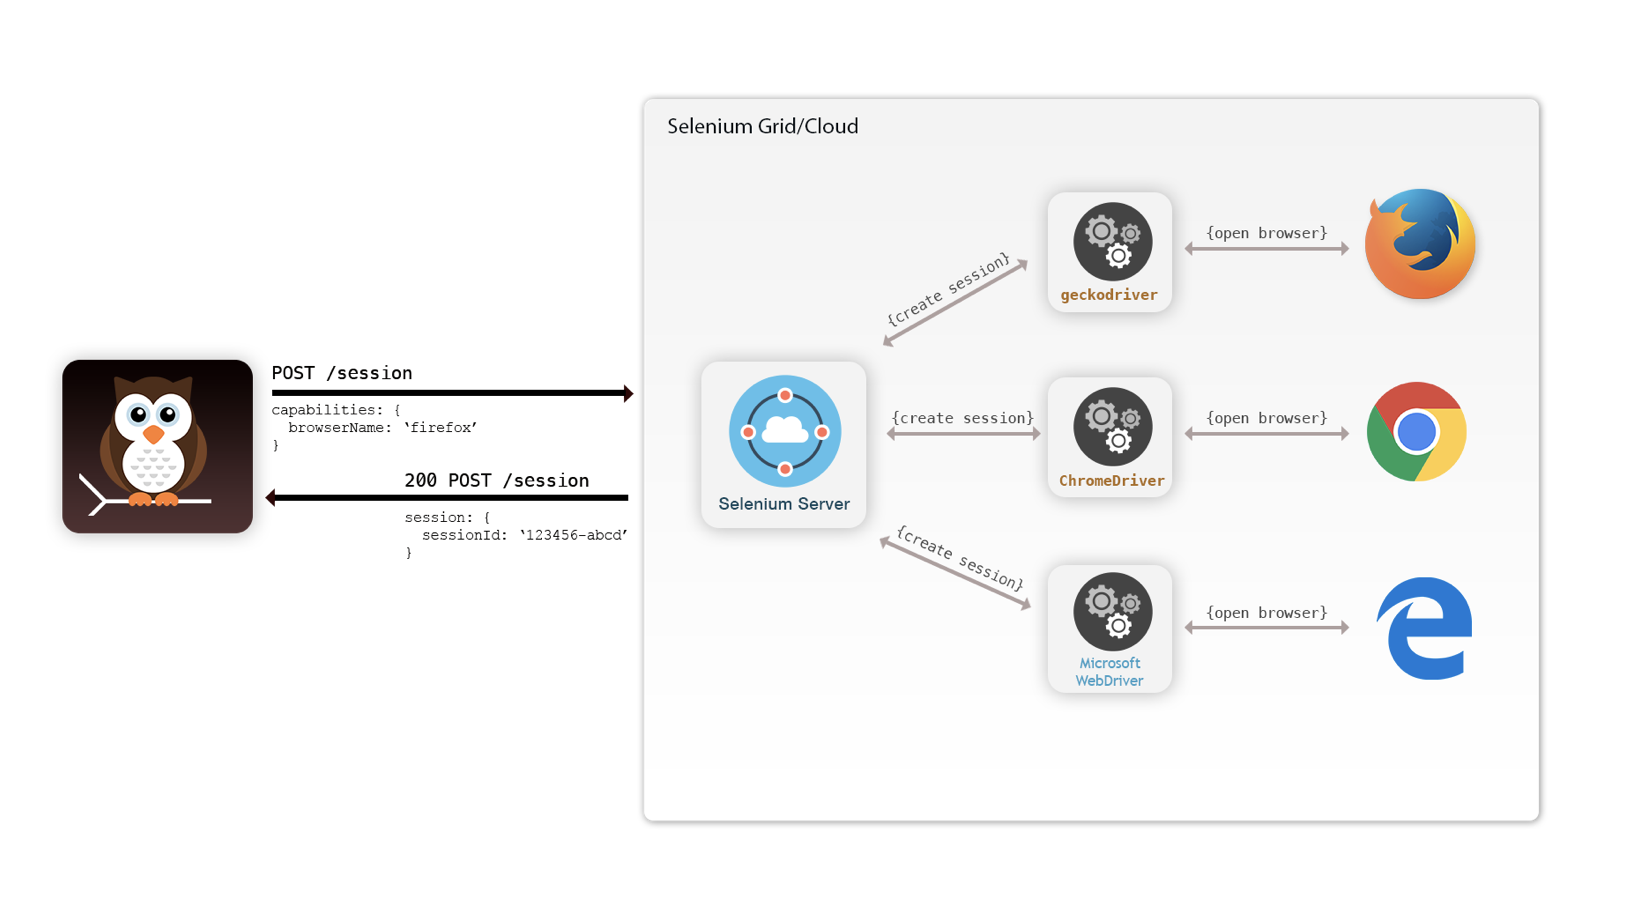 Selenium Grid/Cloud
POST /session
capabilities: {
browserName: ‘firefox’
}
200 POST /session
session: {
sessionId: ‘123456-abcd’
}
Selenium Server
{create session}
geckodriver
{open browser}
{create session}
ChromeDriver
{open browser}
{create session}
Microsoft
WebDriver
{open browser}